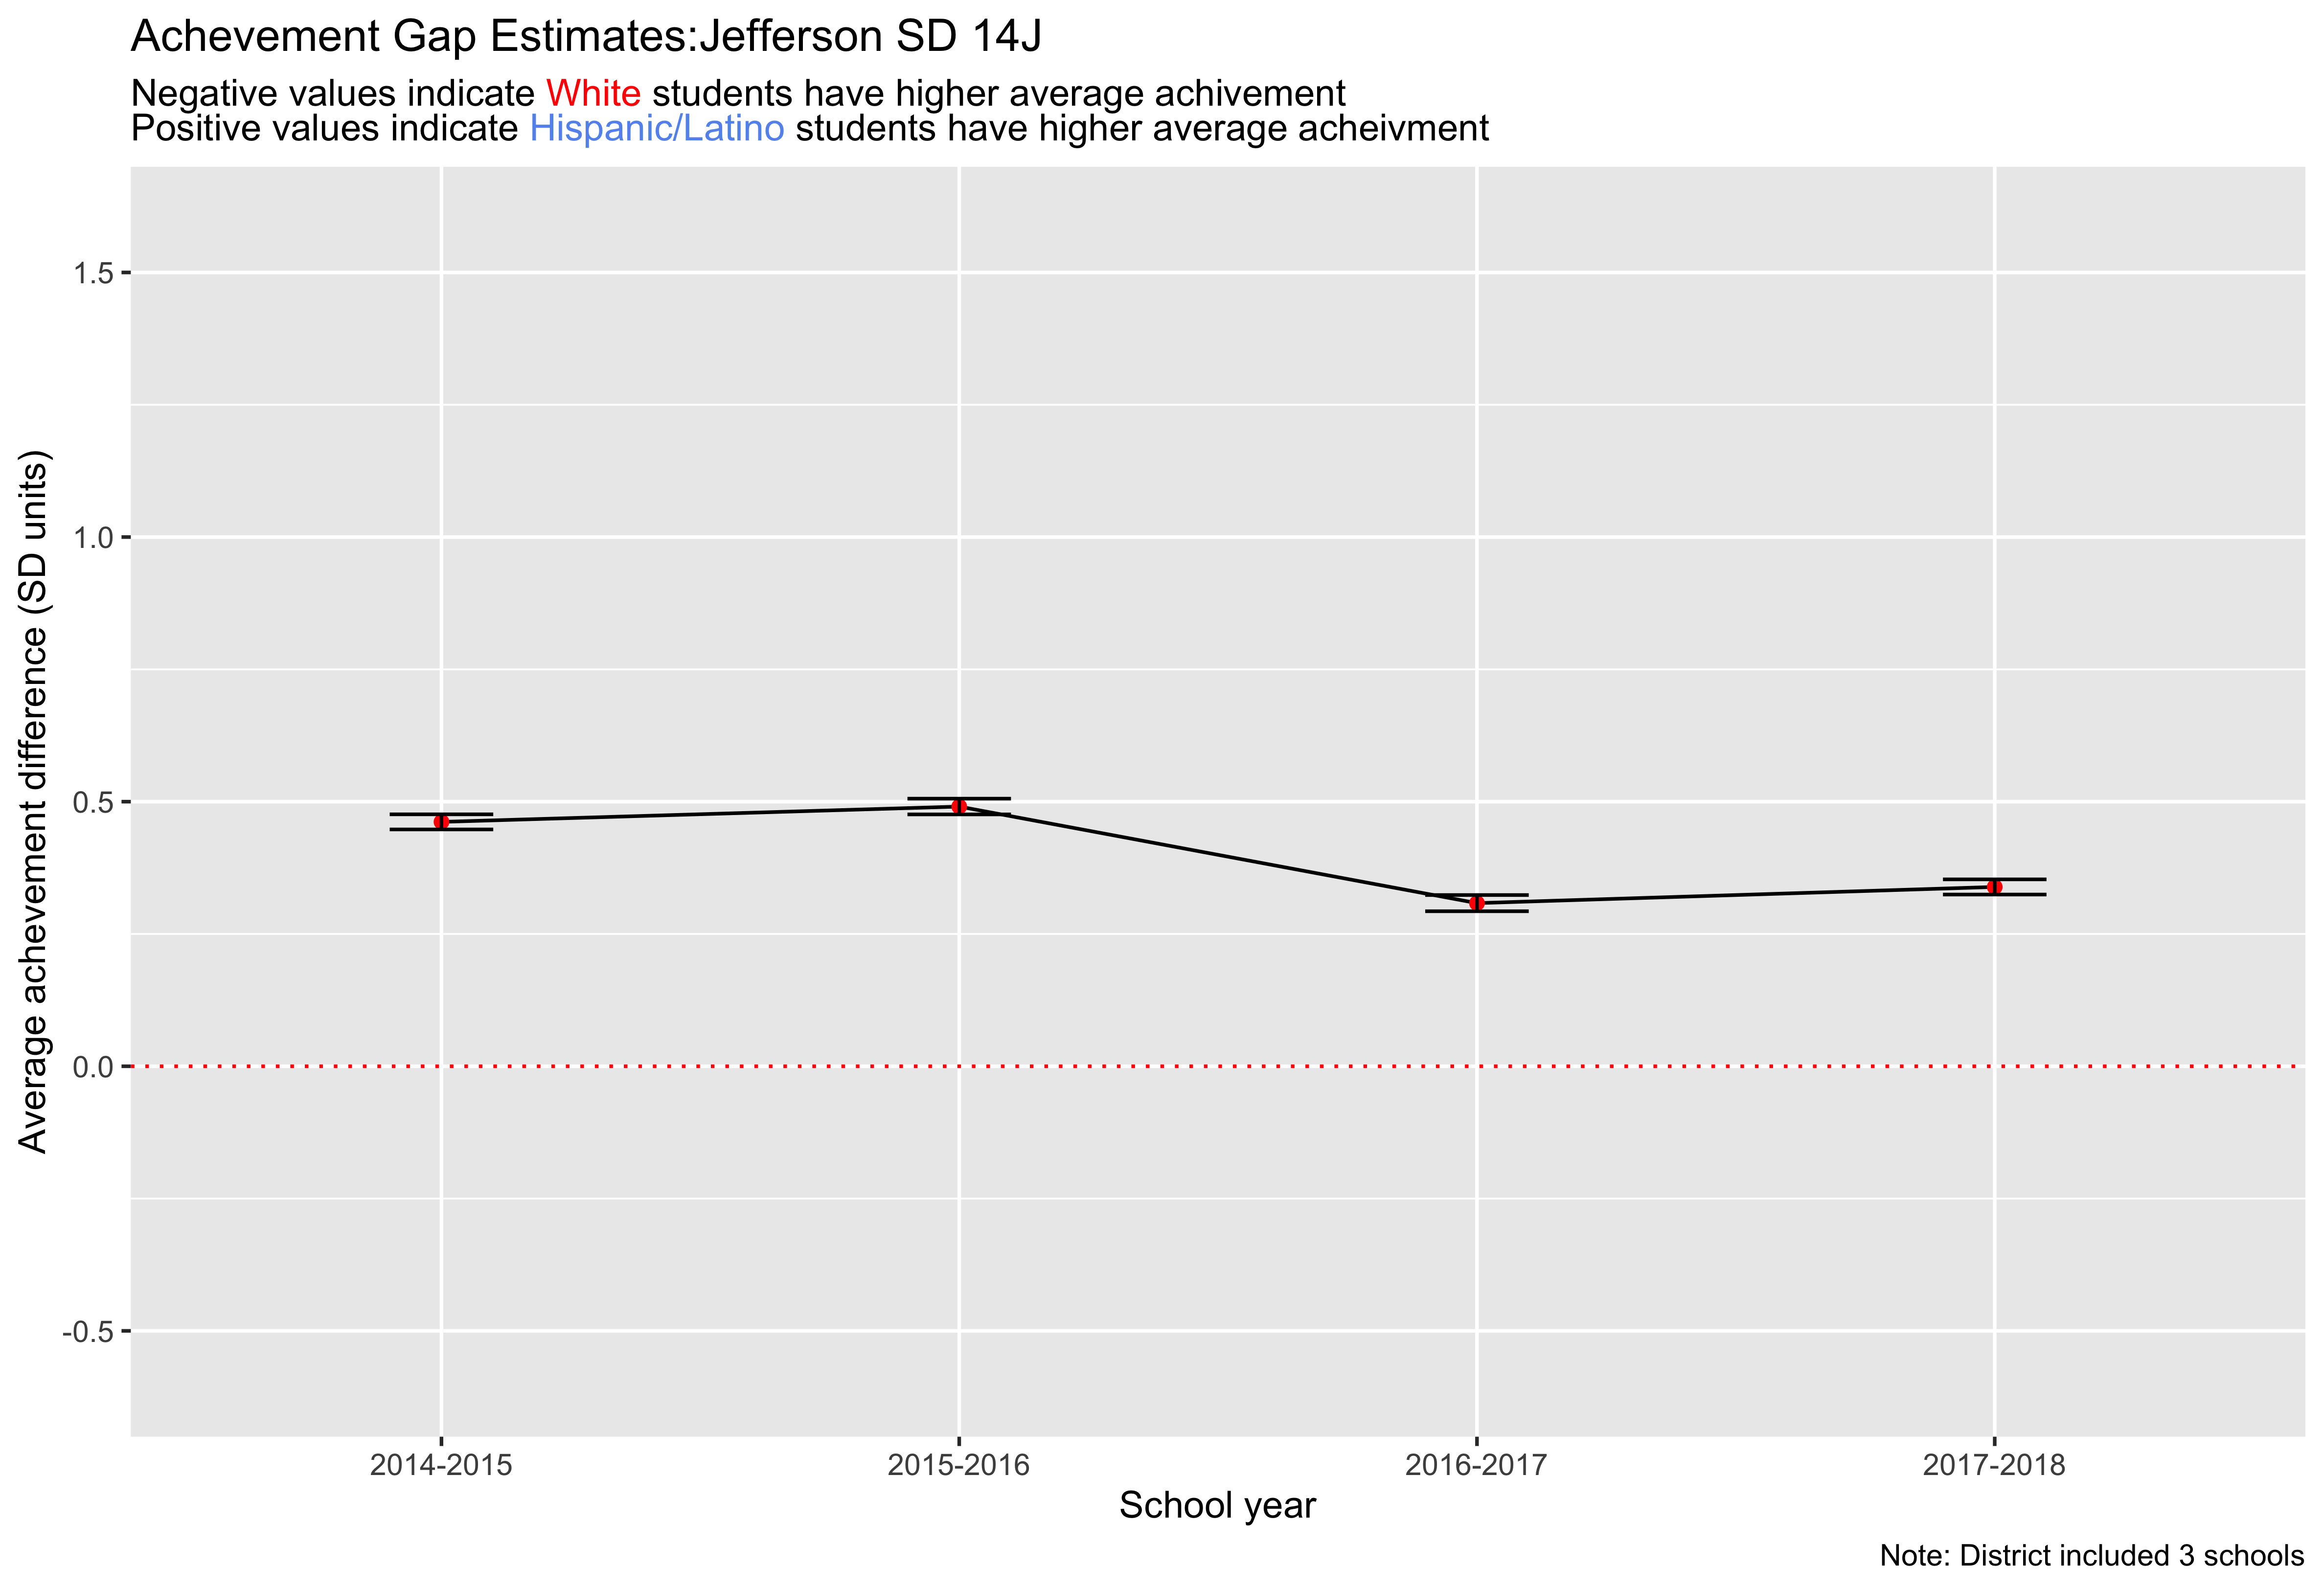 Achevement Gap Estimates:Jefferson SD 14J
Negative values indicate White students have higher average achivement
Positive values indicate Hispanic/Latino students have higher average acheivment
Average achevement difference (SD units)
1.5
1.0
0.5
0.0
-0.5
2014-2015
2015-2016
2016-2017
2017-2018
School year
Note: District included 3 schools